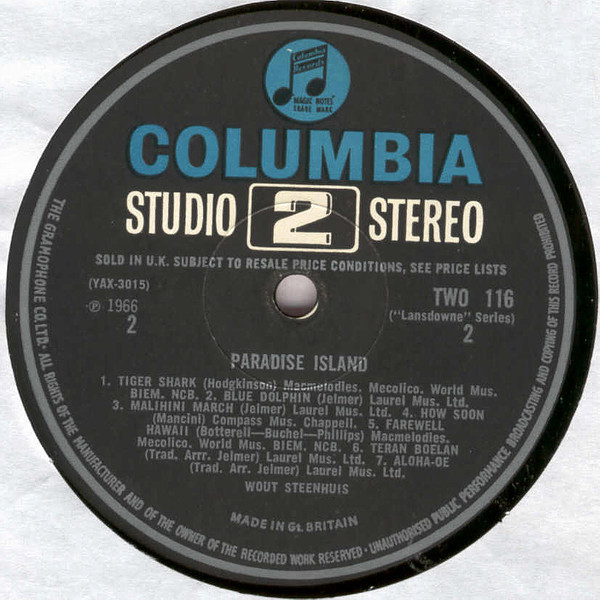 Columbia
Records
MAGIC NOTES
TRADE MARK
COLUMBIA
STUDIO 2 STEREO
SOLD IN U.K. SUBJECT TO RESALE PRICE CONDITIONS, SEE PRICE LISTS
(YAX-3015)
℗ 1966
2
TWO 116
("Lansdowne" Series)
2
PARADISE ISLAND
1. TIGER SHARK (Hodgkinson) Macmelodies. Mecolico. World Mus.
BIEM. NCB. 2. BLUE DOLPHIN (Jelmer) Laurel Mus. Ltd.
3. MALIHINI MARCH (Jelmer) Laurel Mus. Ltd. 4. HOW SOON
(Mancini) Compass Mus. Chappell. 5. FAREWELL
HAWAII (Botterell—Buchel—Phillips) Macmelodies.
Mecolico. World Mus. BIEM. NCB. 6. TERAN BOELAN
(Trad. Arrr. Jelmer) Laurel Mus. Ltd. 7. ALOHA-OE
(Trad. Arr. Jelmer) Laurel Mus. Ltd.
WOUT STEENHUIS
MADE IN Gt. BRITAIN
THE GRAMOPHONE CO. LTD. · ALL RIGHTS OF THE MANUFACTURER AND OF THE OWNER OF THE RECORDED WORK RESERVED · UNAUTHORISED PUBLIC PERFORMANCE BROADCASTING AND COPYING OF THIS RECORD PROHIBITED